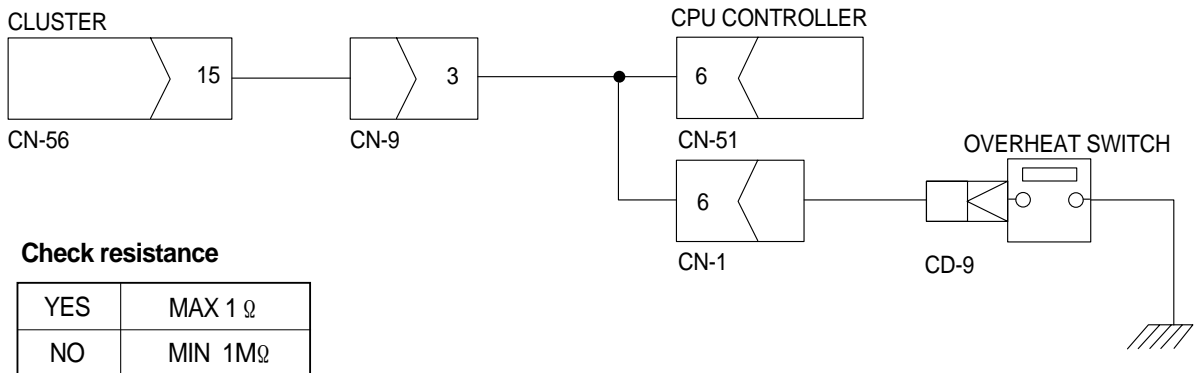 CLUSTER
CPU CONTROLLER
15
3
6
CN-56
CN-9
CN-51
OVERHEAT SWITCH
6
CN-1
CD-9
Check resistance
YES MAX 1 Ω
NO MIN 1MΩ